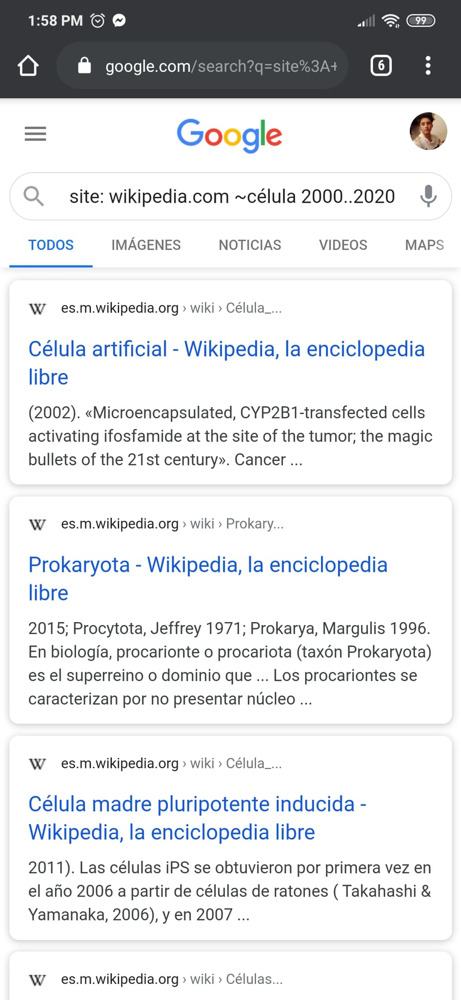 1:58 PM
99
google.com/search?q=site%3A+
6
Google
site: wikipedia.com ~célula 2000..2020
TODOS IMÁGENES NOTICIAS VIDEOS MAPS
W es.m.wikipedia.org › wiki › Célula_...
Célula artificial - Wikipedia, la enciclopedia
libre
(2002). «Microencapsulated, CYP2B1-transfected cells
activating ifosfamide at the site of the tumor; the magic
bullets of the 21st century». Cancer ...
W es.m.wikipedia.org › wiki › Prokary...
Prokaryota - Wikipedia, la enciclopedia
libre
2015; Procytota, Jeffrey 1971; Prokarya, Margulis 1996.
En biología, procarionte o procariota (taxón Prokaryota)
es el superreino o dominio que ... Los procariontes se
caracterizan por no presentar núcleo ...
W es.m.wikipedia.org › wiki › Célula_...
Célula madre pluripotente inducida -
Wikipedia, la enciclopedia libre
2011). Las células iPS se obtuvieron por primera vez en
el año 2006 a partir de células de ratones ( Takahashi &
Yamanaka, 2006), y en 2007 ...
W es.m.wikipedia.org › wiki › Células...